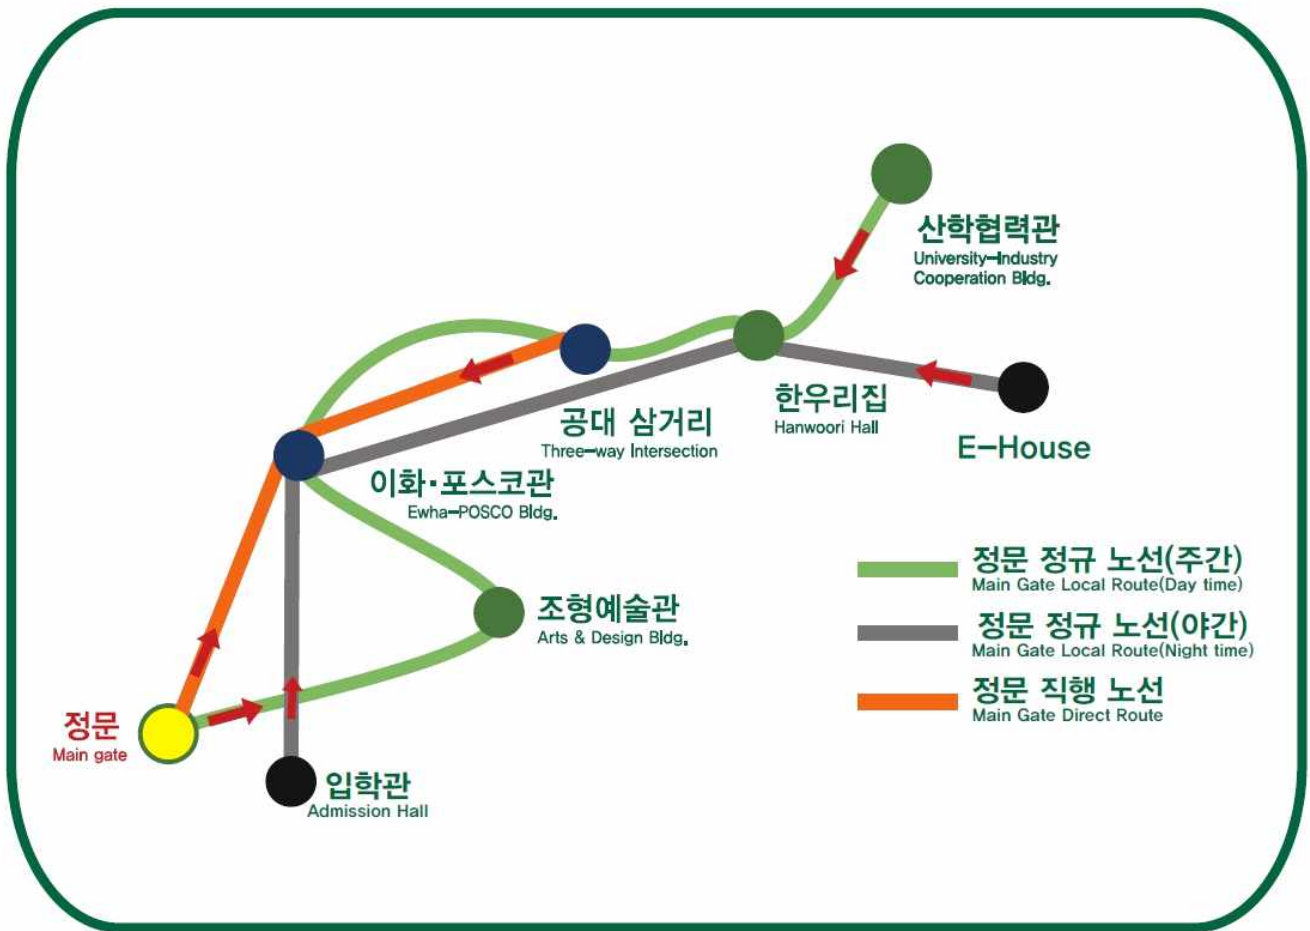 산학협력관
University-Industry
Cooperation Bldg.
한우리집
Hanwoori Hall
공대 삼거리
Three-way Intersection
E-House
이화·포스코관
Ewha-POSCO Bldg.
조형예술관
Arts & Design Bldg.
정문
Main gate
입학관
Admission Hall
정문 정규 노선(주간)
Main Gate Local Route(Day time)
정문 정규 노선(야간)
Main Gate Local Route(Night time)
정문 직행 노선
Main Gate Direct Route